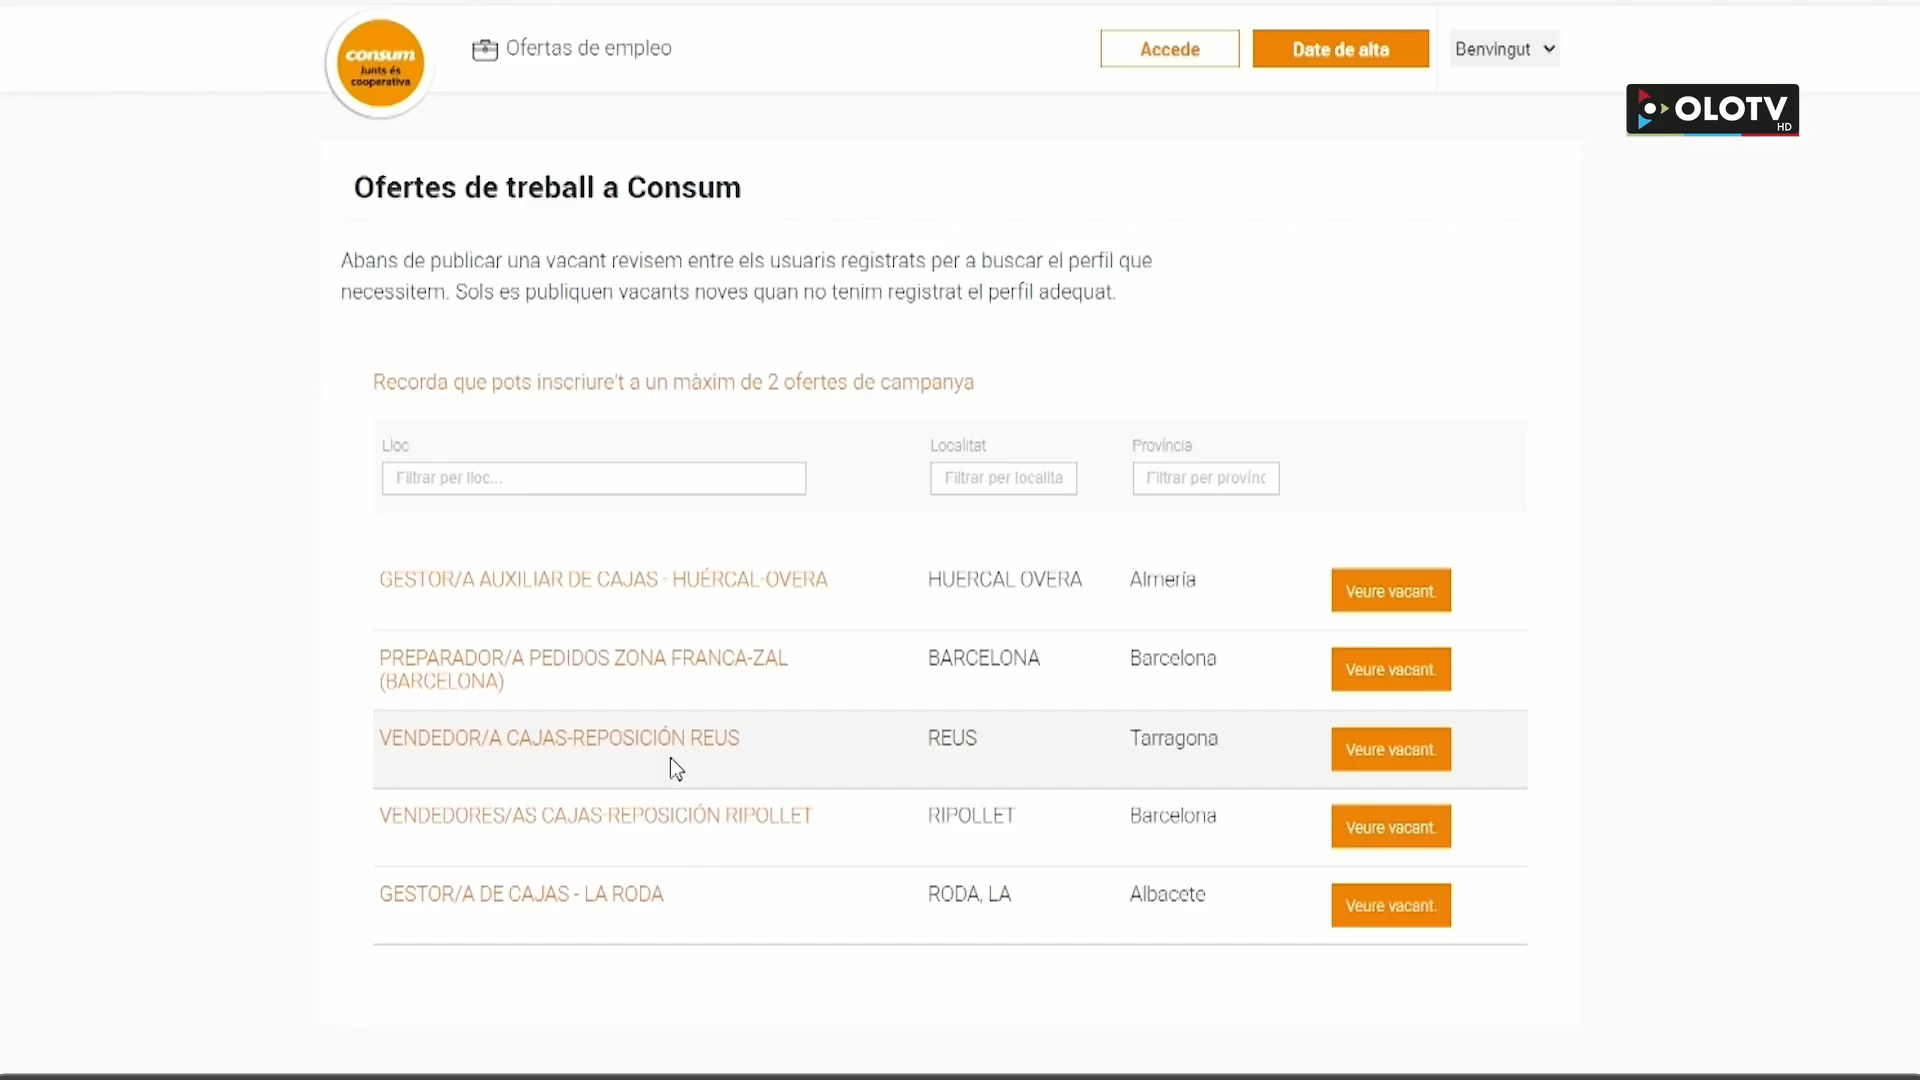 consum
Junts és
cooperativa
Ofertas de empleo
Accede
Date de alta
Benvingut
OLOTV
HD
Ofertes de treball a Consum
Abans de publicar una vacant revisem entre els usuaris registrats per a buscar el perfil que
necessitem. Sols es publiquen vacants noves quan no tenim registrat el perfil adequat.
Recorda que pots inscriure't a un màxim de 2 ofertes de campanya
Lloc
Localitat
Província
Filtrar per lloc...
Filtrar per localita
Filtrar per provínc
GESTOR/A AUXILIAR DE CAJAS - HUÉRCAL-OVERA
HUERCAL OVERA
Almería
Veure vacant.
PREPARADOR/A PEDIDOS ZONA FRANCA-ZAL
(BARCELONA)
BARCELONA
Barcelona
Veure vacant.
VENDEDOR/A CAJAS-REPOSICIÓN REUS
REUS
Tarragona
Veure vacant.
VENDEDORES/AS CAJAS-REPOSICIÓN RIPOLLET
RIPOLLET
Barcelona
Veure vacant.
GESTOR/A DE CAJAS - LA RODA
RODA, LA
Albacete
Veure vacant.